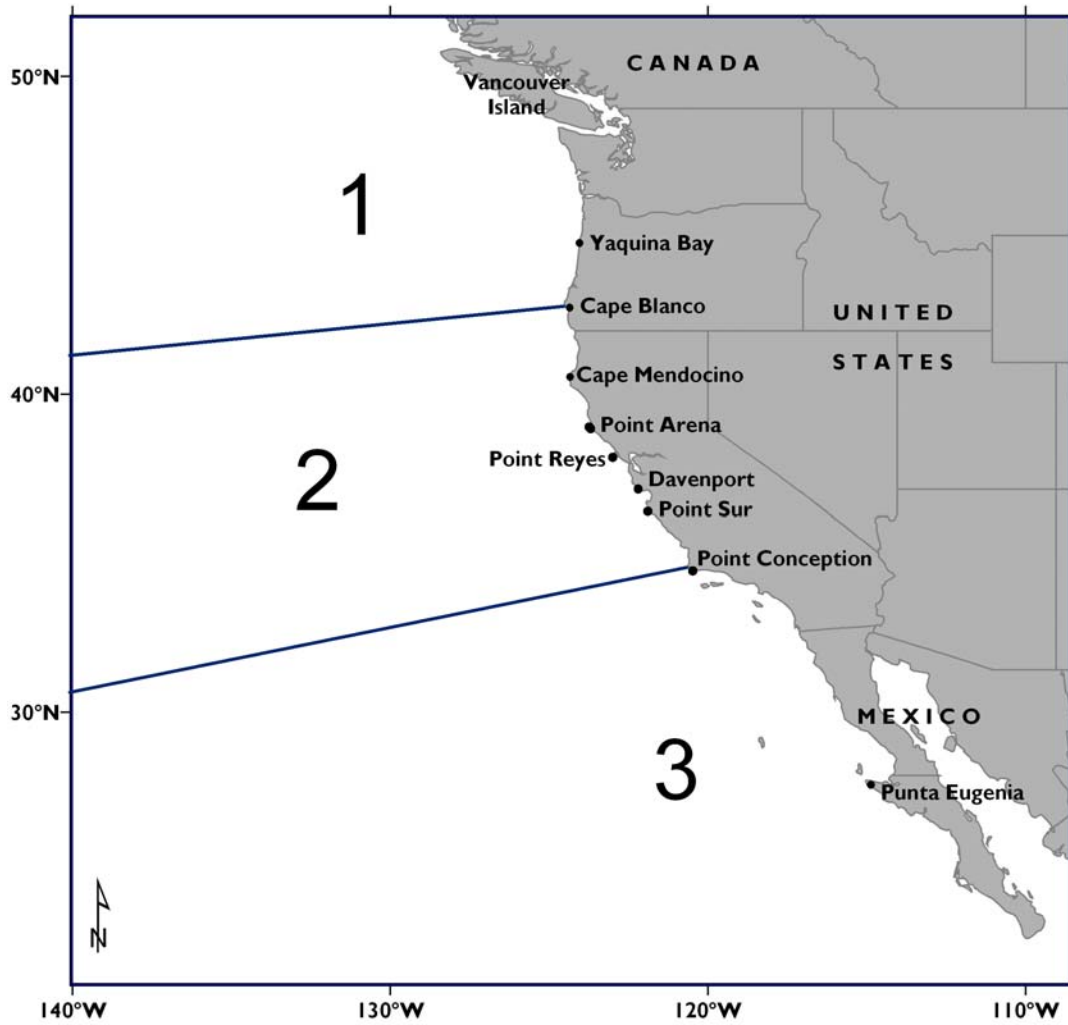 CANADA
50°N
Vancouver
Island
1
Yaquina Bay
Cape Blanco
UNITED
STATES
Cape Mendocino
40°N
Point Arena
Point Reyes
2
Davenport
Point Sur
Point Conception
30°N
MEXICO
3
Punta Eugenia
N
140°W
130°W
120°W
110°W